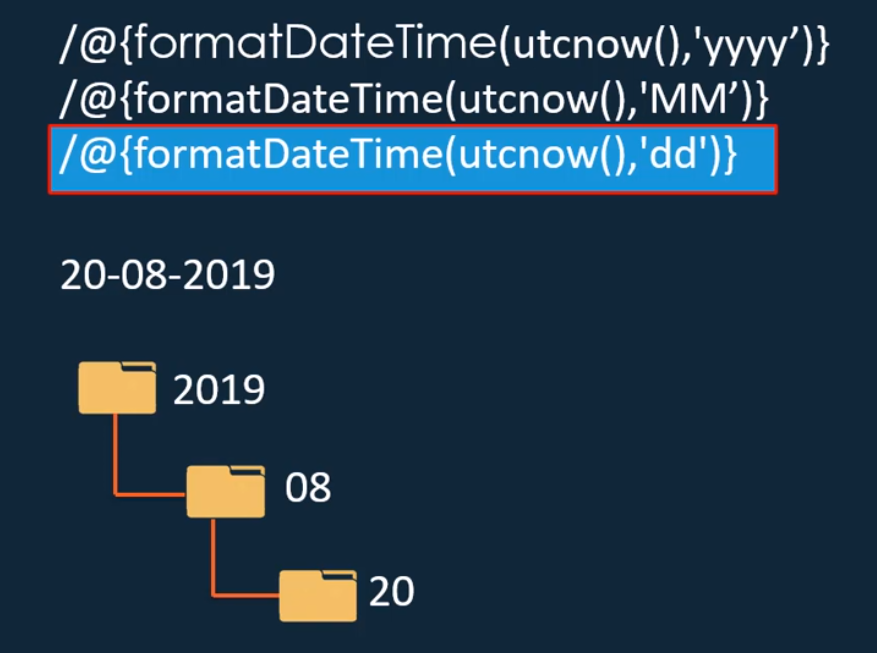 /@{formatDateTime(utcnow(),'yyyy’)}
/@{formatDateTime(utcnow(),'MM’)}
/@{formatDateTime(utcnow(),'dd')}
20-08-2019
2019
08
20